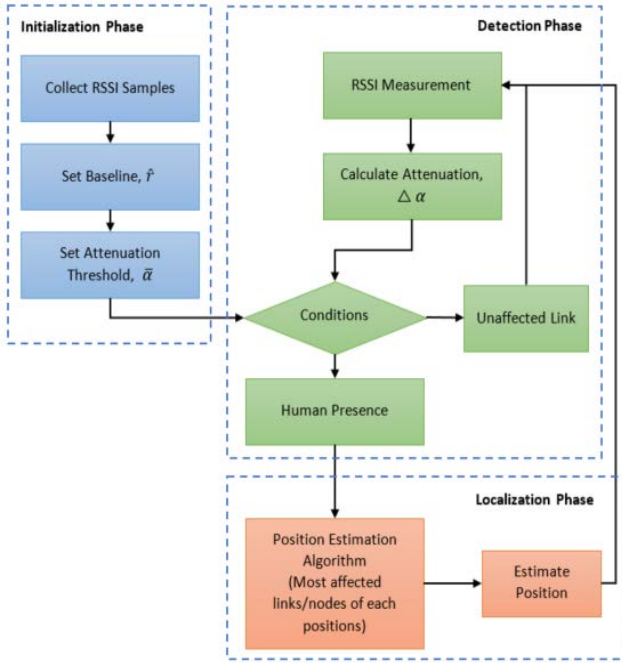 Initialization Phase
Collect RSSI Samples
Set Baseline, r̂
Set Attenuation
Threshold, ᾱ
Detection Phase
RSSI Measurement
Calculate Attenuation,
△ α
Conditions
Unaffected Link
Human Presence
Localization Phase
Position Estimation
Algorithm
(Most affected
links/nodes of each
positions)
Estimate
Position